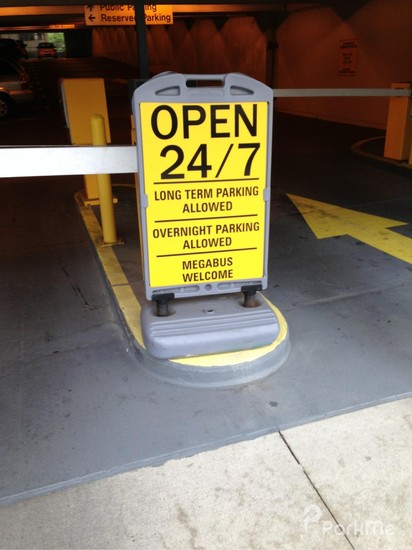 Public Parking
Reserved Parking
OPEN
24/7
LONG TERM PARKING
ALLOWED
OVERNIGHT PARKING
ALLOWED
MEGABUS
WELCOME
ParkMe